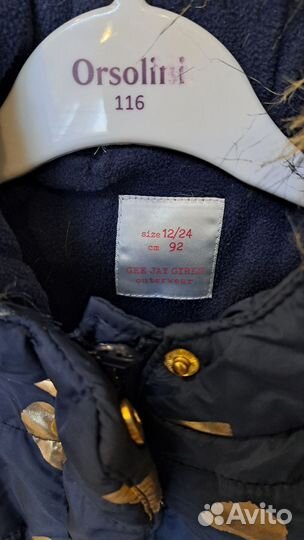 Orsolini
116
size 12/24
cm 92
GEE JAY GIRLS
outerwear
Avito